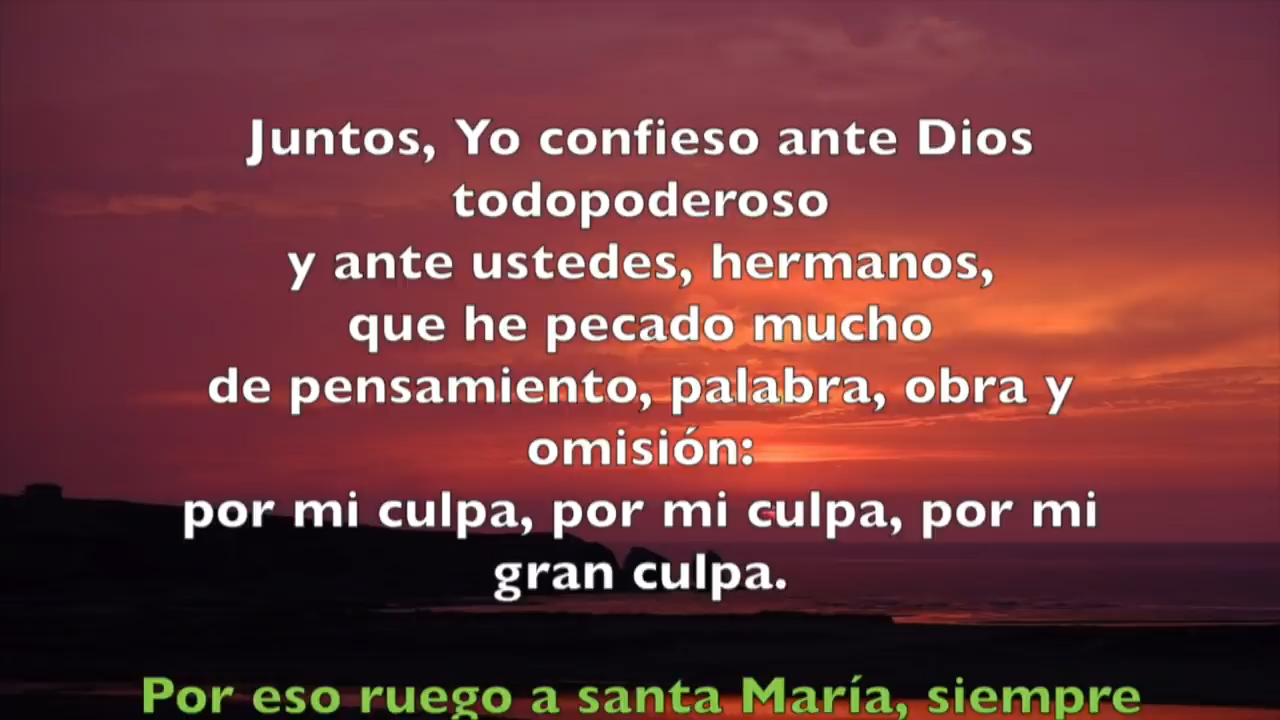 Juntos, Yo confieso ante Dios
todopoderoso
y ante ustedes, hermanos,
que he pecado mucho
de pensamiento, palabra, obra y
omisión:
por mi culpa, por mi culpa, por mi
gran culpa.
Por eso ruego a santa María, siempre